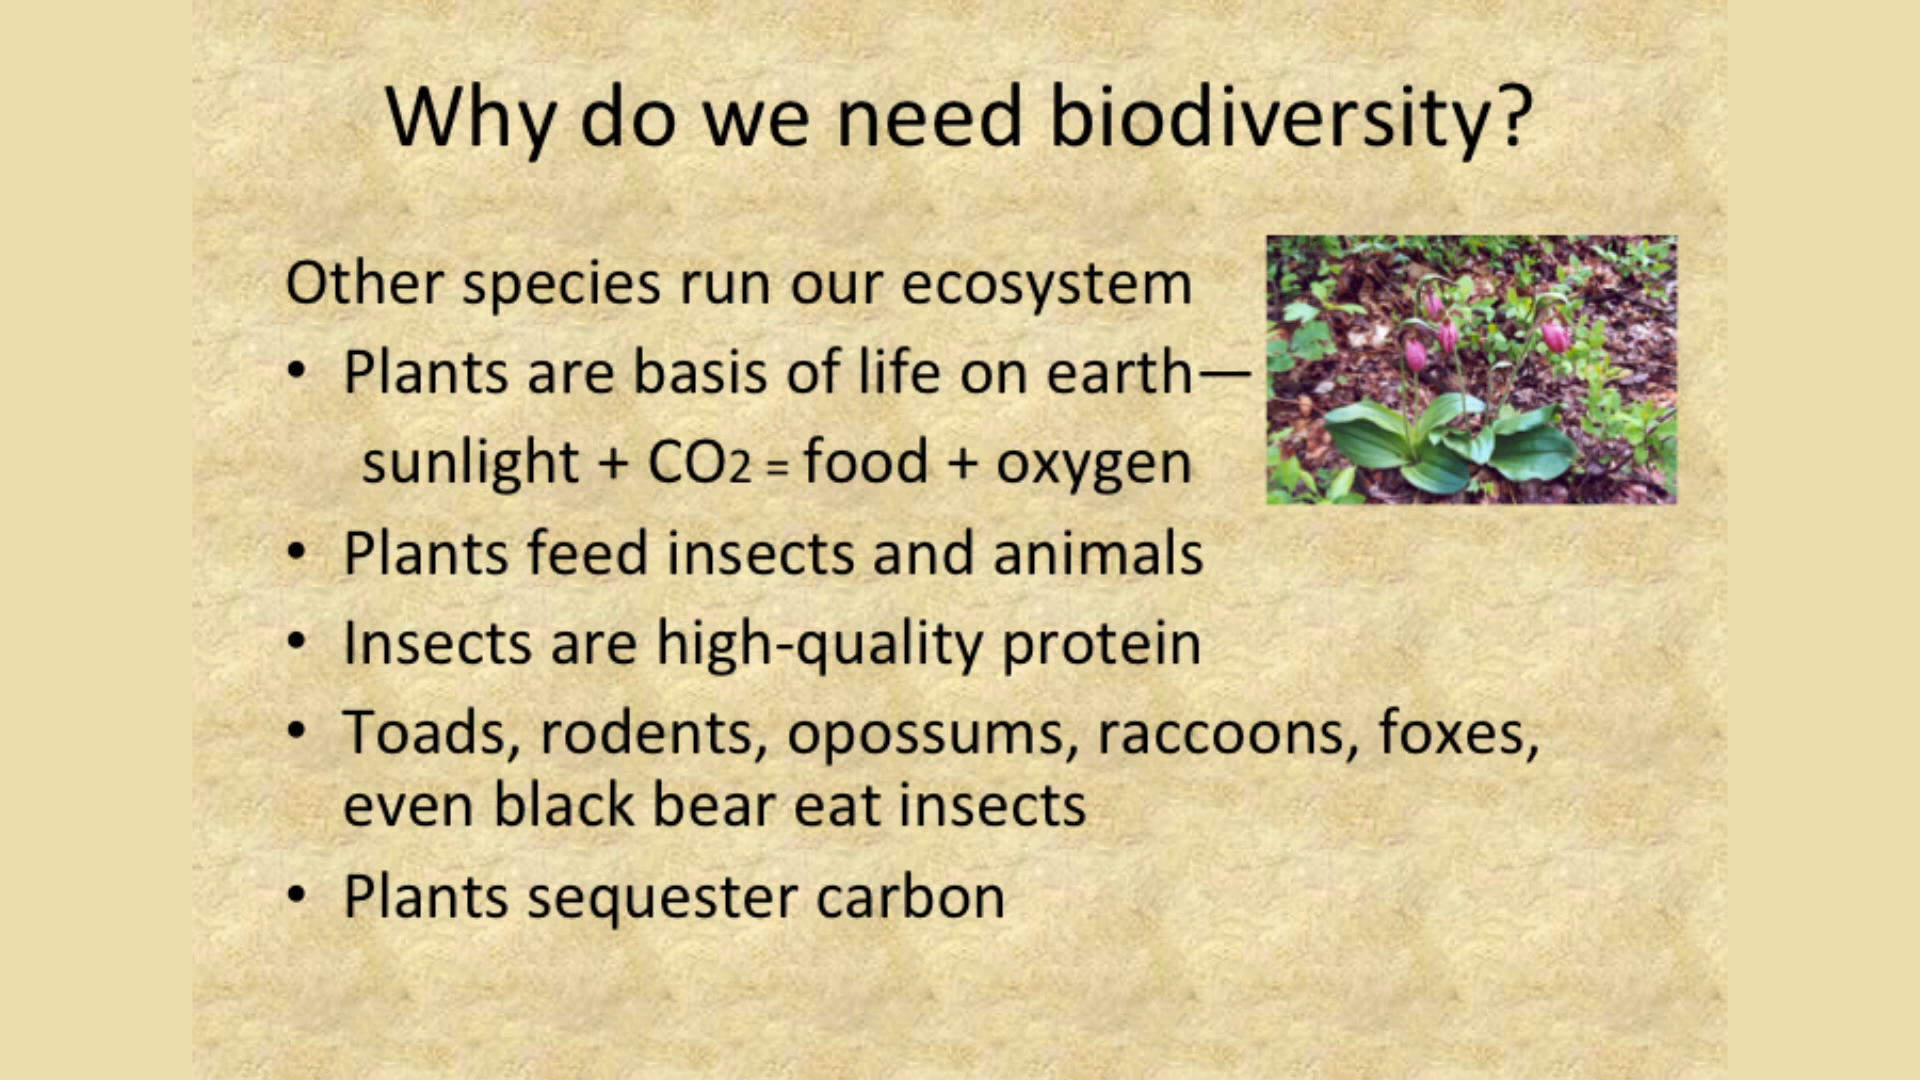 Why do we need biodiversity?
Other species run our ecosystem
• Plants are basis of life on earth—
sunlight + CO2 = food + oxygen
• Plants feed insects and animals
• Insects are high-quality protein
• Toads, rodents, opossums, raccoons, foxes,
even black bear eat insects
• Plants sequester carbon